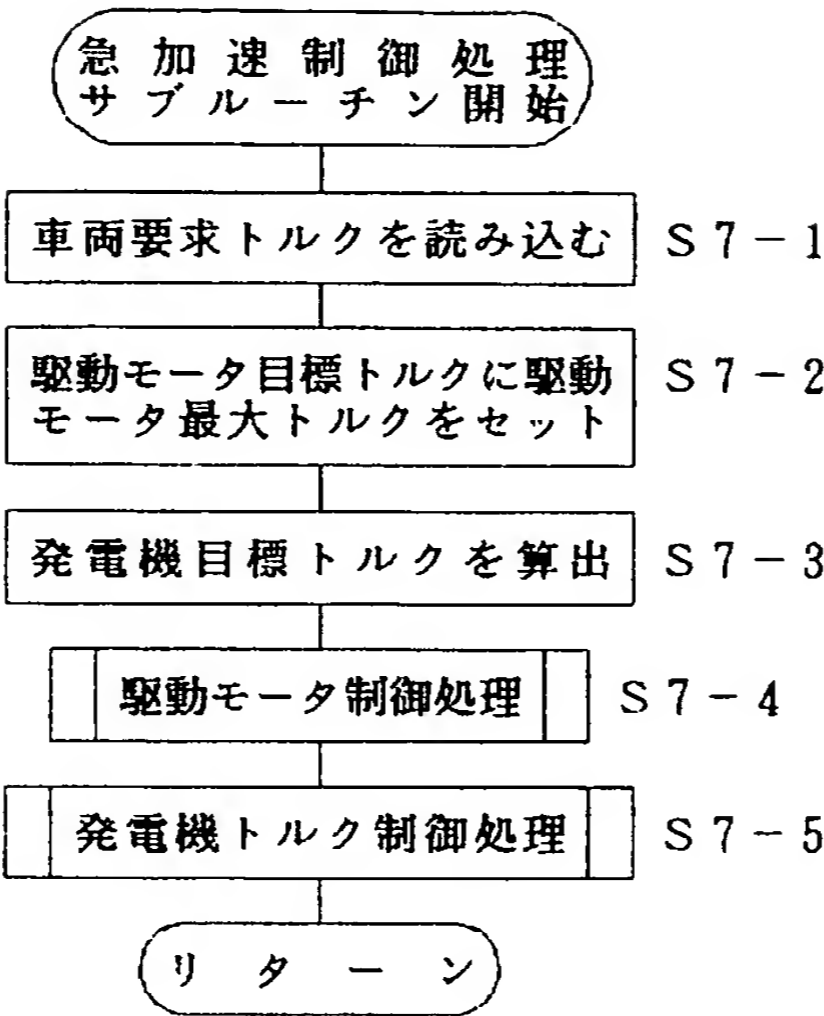 急加速制御処理
サブルーチン開始
車両要求トルクを読み込む S7-1
駆動モータ目標トルクに駆動 S7-2
モータ最大トルクをセット
発電機目標トルクを算出 S7-3
駆動モータ制御処理 S7-4
発電機トルク制御処理 S7-5
リターン